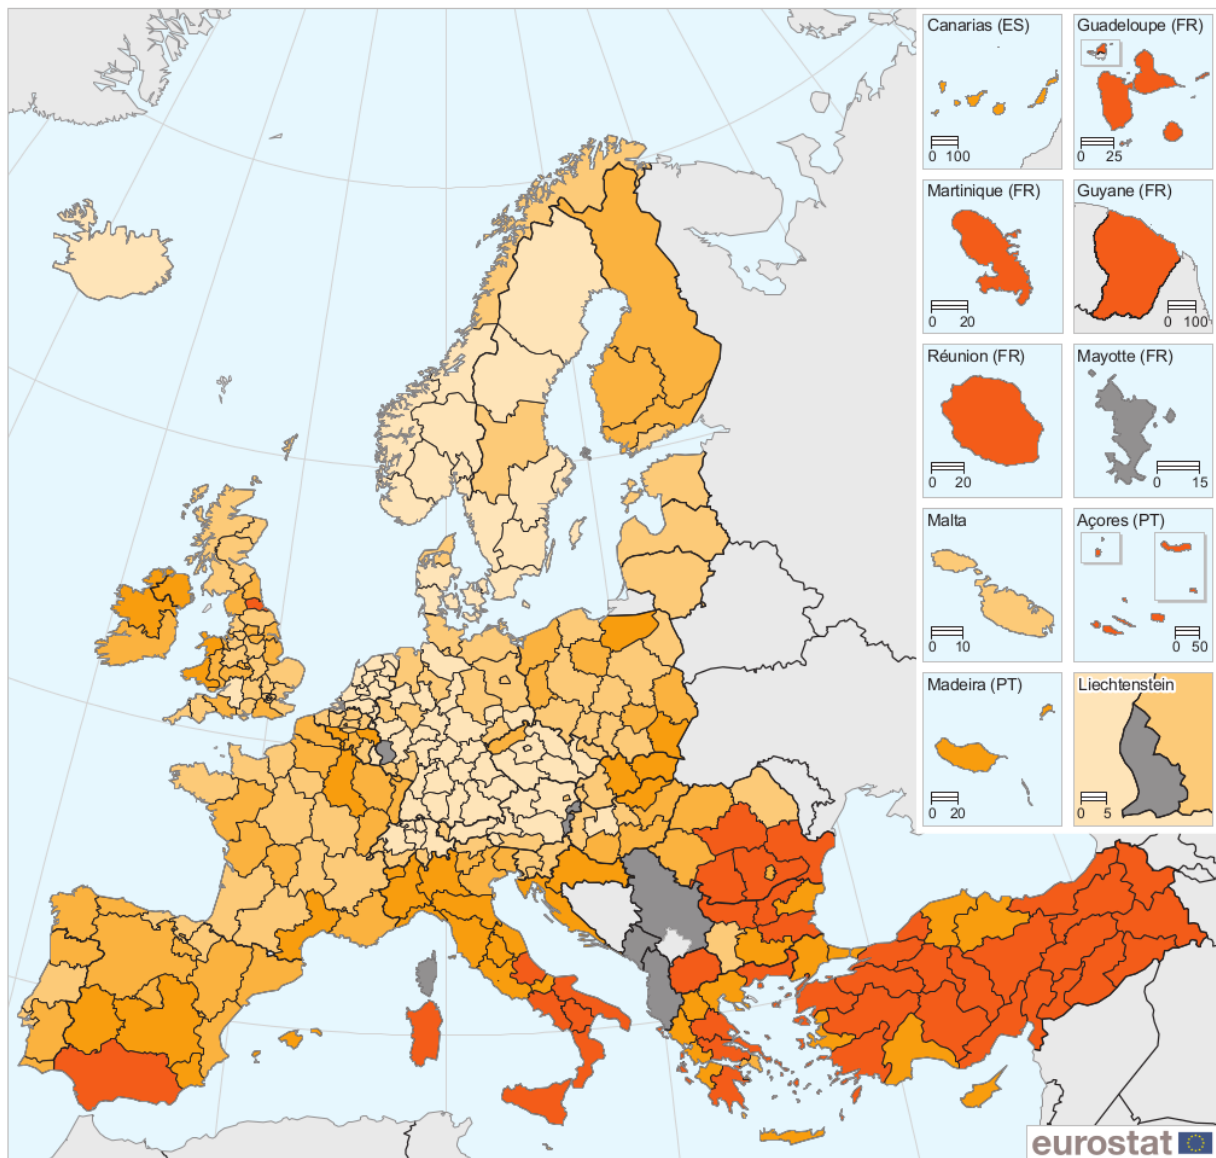 Canarias (ES)
0 100
Guadeloupe (FR)
0 25
Martinique (FR)
0 20
Guyane (FR)
0 100
Réunion (FR)
0 20
Mayotte (FR)
0 15
Malta
0 10
Açores (PT)
0 50
Madeira (PT)
0 20
Liechtenstein
0 5
eurostat